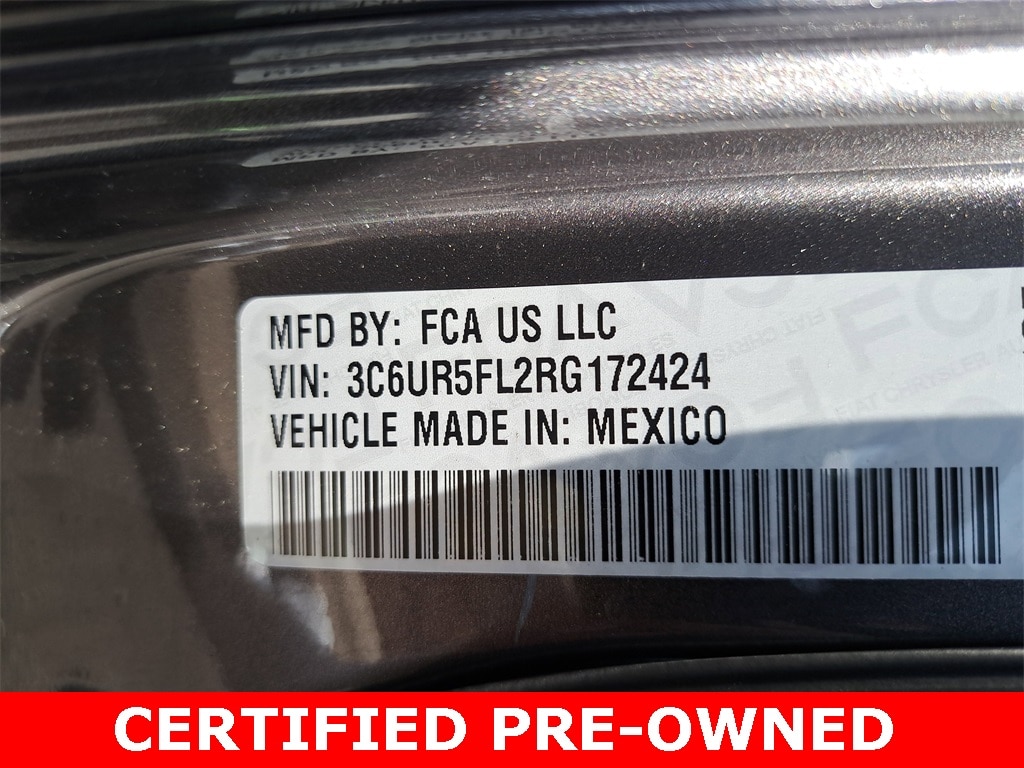 MFD BY: FCA US LLC
VIN: 3C6UR5FL2RG172424
VEHICLE MADE IN: MEXICO
CERTIFIED PRE-OWNED